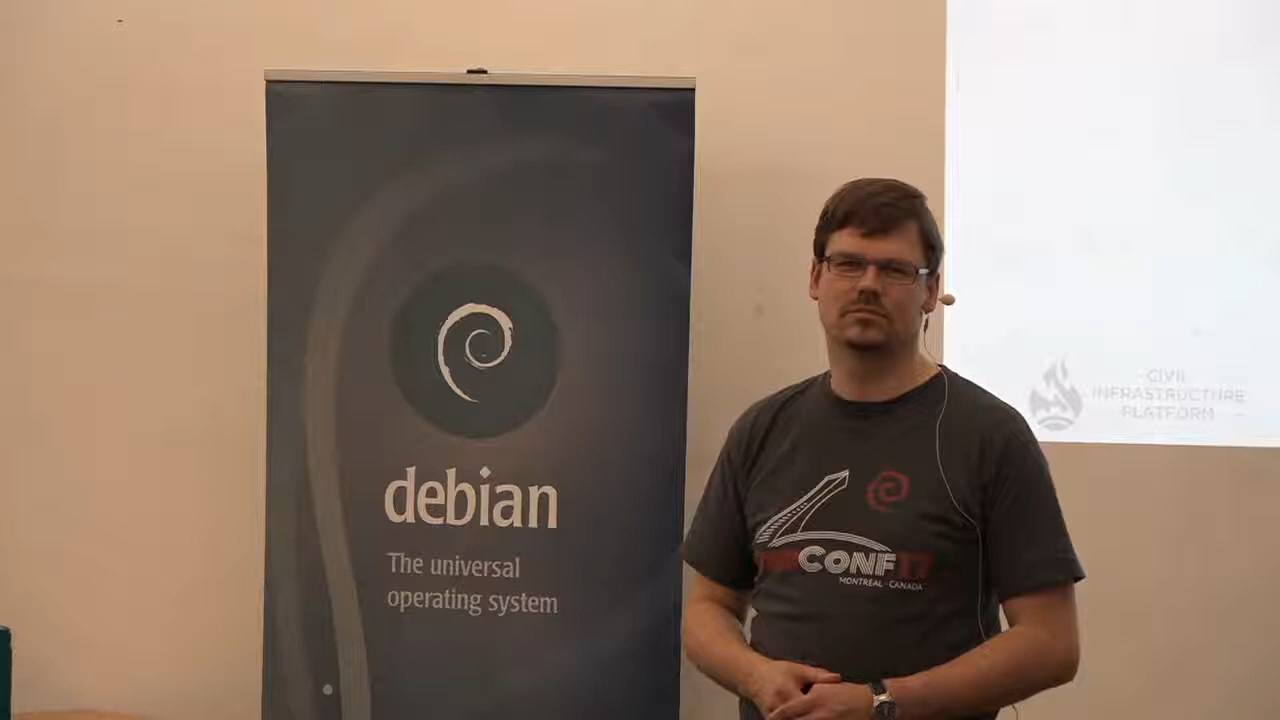 debian
The universal
operating system
CIVIL
INFRASTRUCTURE
PLATFORM
CONF17
MONTREAL - CANADA